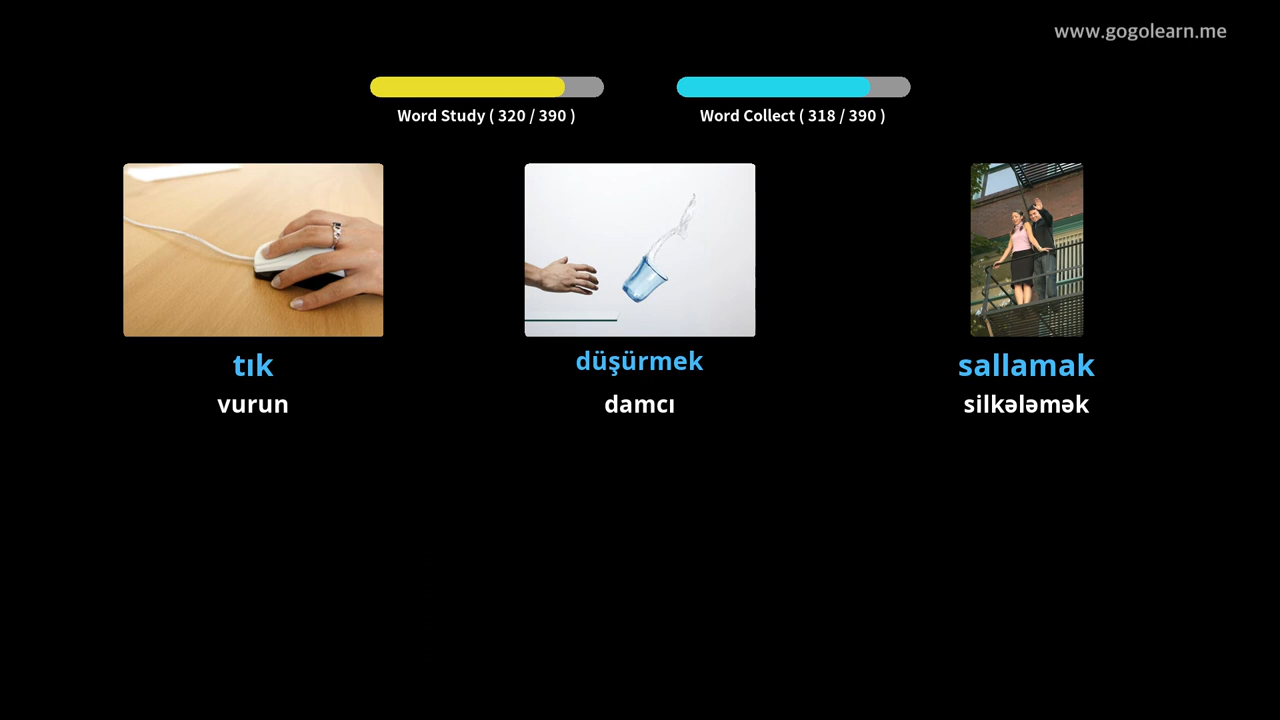 www.gogolearn.me
Word Study ( 320 / 390 )
Word Collect ( 318 / 390 )
tık
düşürmek
sallamak
vurun
damcı
silkələmək